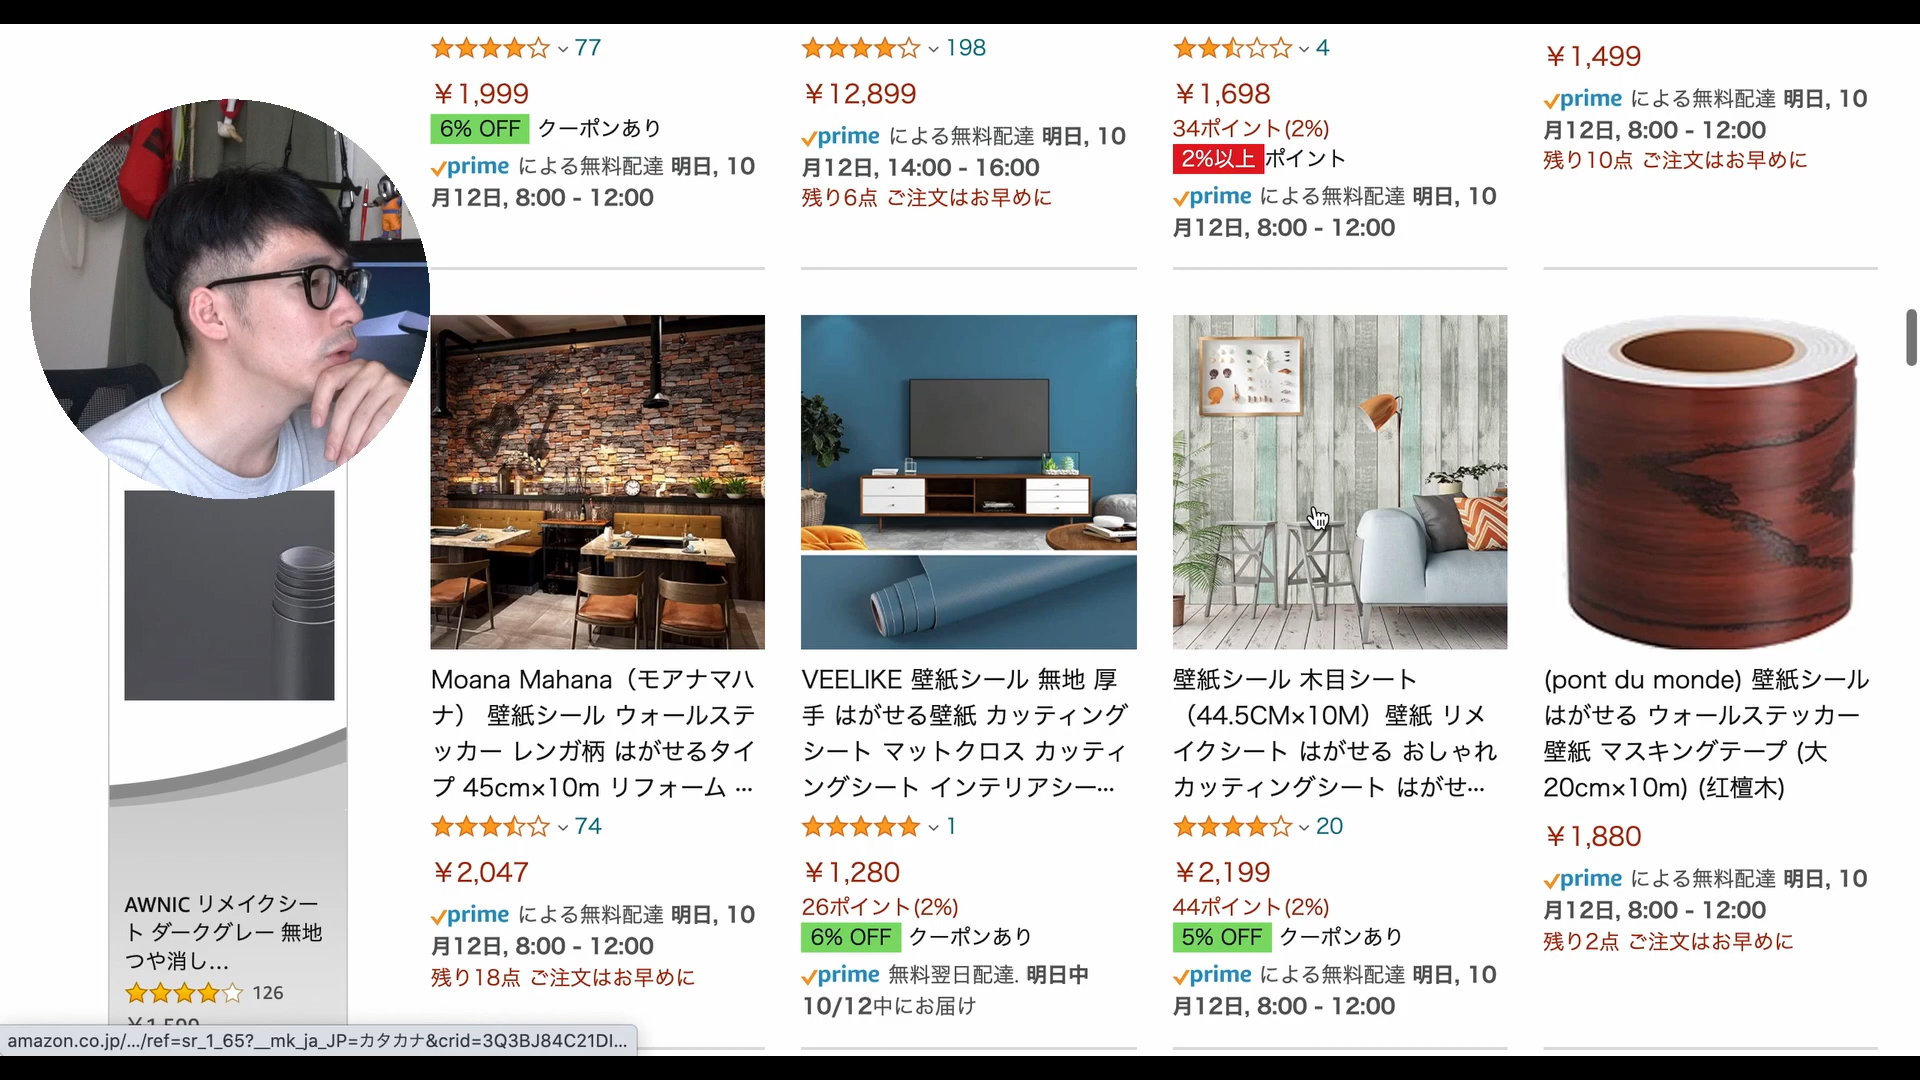 77
¥1,999
6% OFF クーポンあり
prime による無料配達 明日, 10
月12日, 8:00 - 12:00
198
¥12,899
prime による無料配達 明日, 10
月12日, 14:00 - 16:00
残り6点 ご注文はお早めに
4
¥1,698
34ポイント(2%)
2%以上 ポイント
prime による無料配達 明日, 10
月12日, 8:00 - 12:00
¥1,499
prime による無料配達 明日, 10
月12日, 8:00 - 12:00
残り10点 ご注文はお早めに
Moana Mahana（モアナマハ
ナ） 壁紙シール ウォールステ
ッカー レンガ柄 はがせるタイ
プ 45cm×10m リフォーム …
74
¥2,047
prime による無料配達 明日, 10
月12日, 8:00 - 12:00
残り18点 ご注文はお早めに
VEELIKE 壁紙シール 無地 厚
手 はがせる壁紙 カッティング
シート マットクロス カッティ
ングシート インテリアシー…
1
¥1,280
26ポイント(2%)
6% OFF クーポンあり
prime 無料翌日配達. 明日中
10/12中にお届け
壁紙シール 木目シート
（44.5CM×10M）壁紙 リメ
イクシート はがせる おしゃれ
カッティングシート はがせ…
20
¥2,199
44ポイント(2%)
5% OFF クーポンあり
prime による無料配達 明日, 10
月12日, 8:00 - 12:00
(pont du monde) 壁紙シール
はがせる ウォールステッカー
壁紙 マスキングテープ (大
20cm×10m) (红檀木)
¥1,880
prime による無料配達 明日, 10
月12日, 8:00 - 12:00
残り2点 ご注文はお早めに
AWNIC リメイクシー
ト ダークグレー 無地
つや消し...
126
¥1,599
amazon.co.jp/.../ref=sr_1_65?__mk_ja_JP=カタカナ&crid=3Q3BJ84C21DI...